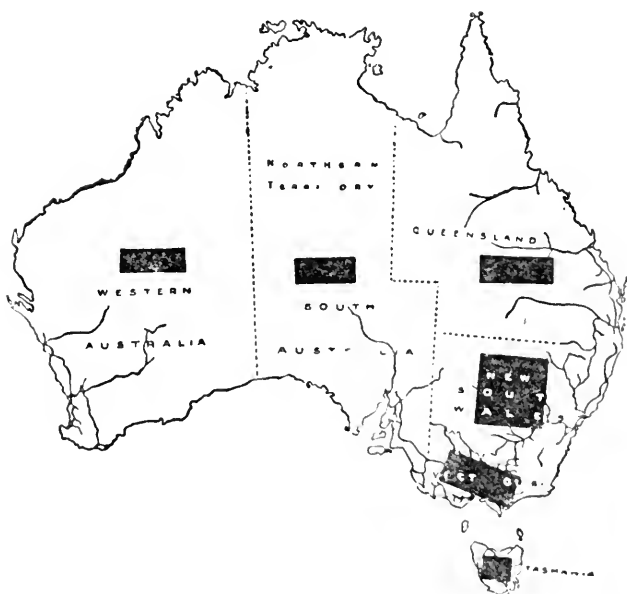 NORTHERN
TERRITORY
QUEENSLAND
WESTERN
AUSTRALIA
SOUTH
NEW
SOUTH
WALES
TASMANIA